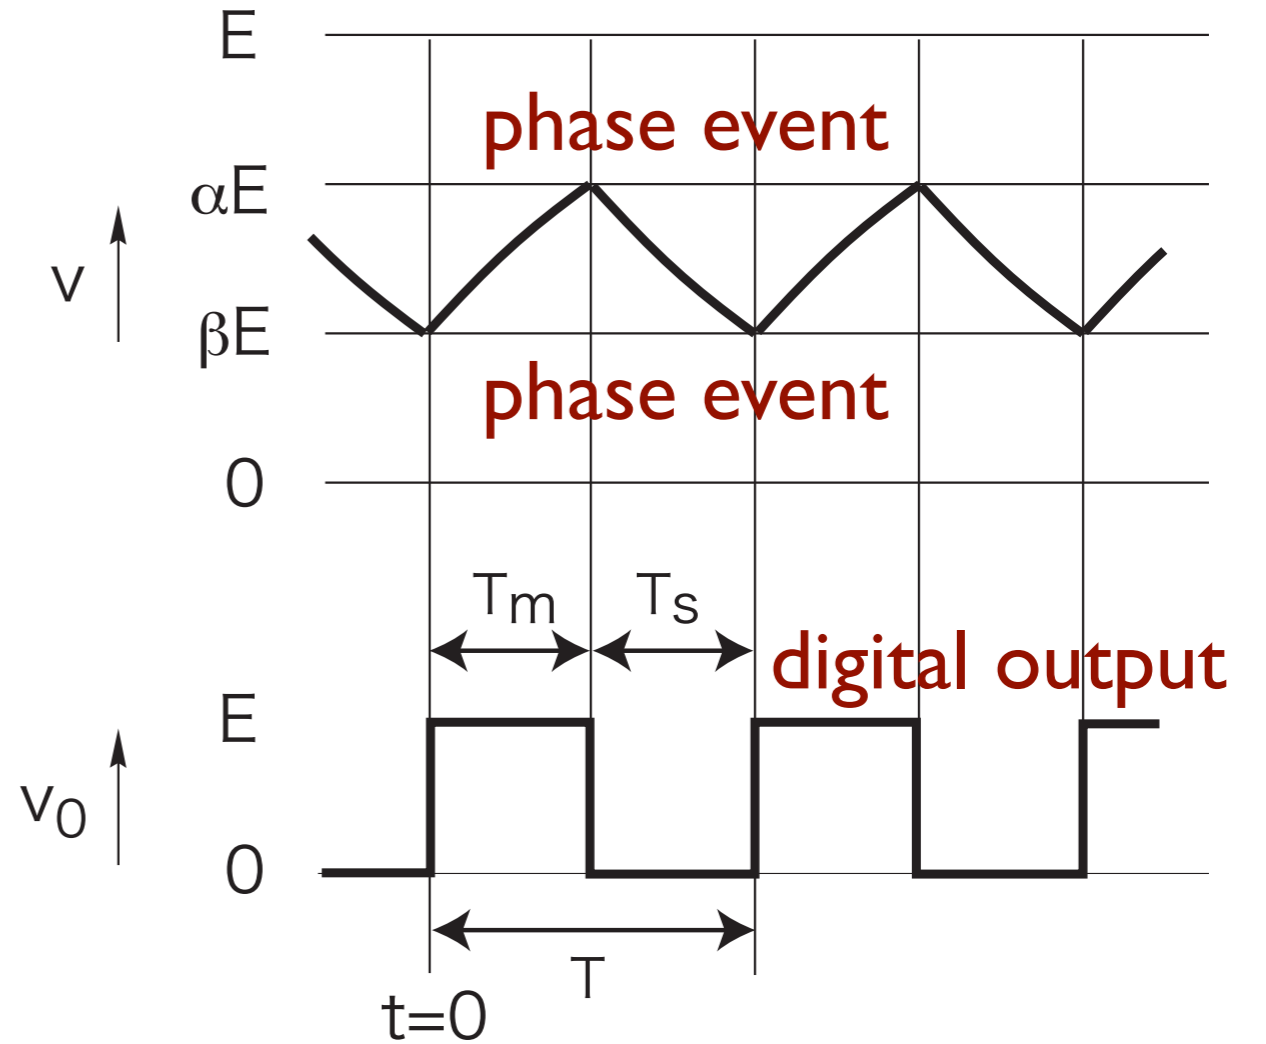 E
phase event
αE
v
βE
phase event
0
Tm Ts
digital output
E
v0
0
T
t=0